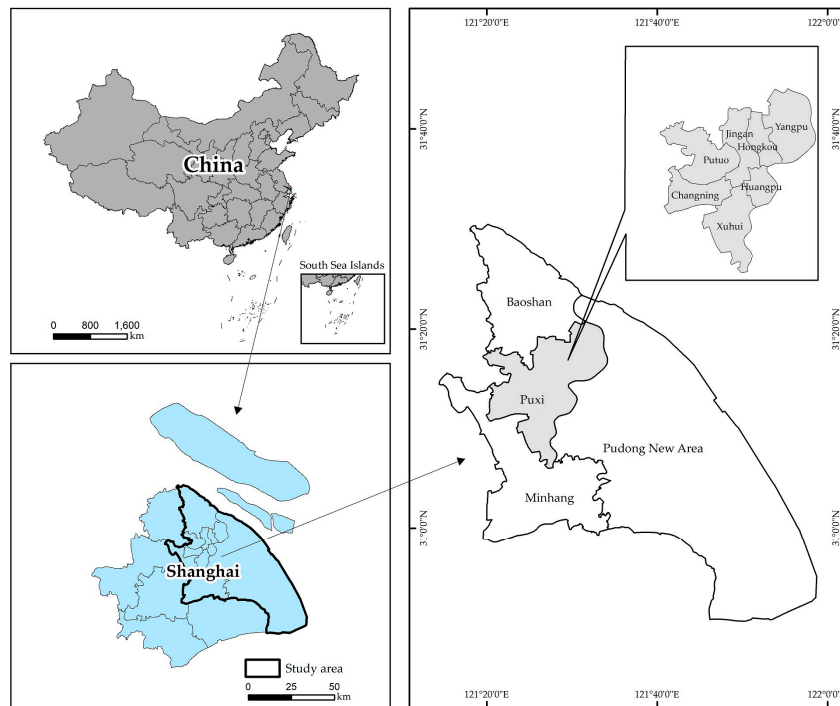 China
South Sea Islands
0 800 1,600
km
Shanghai
Study area
0 25 50
km
121°20'0"E 121°40'0"E 122°0'0"E
31°40'0"N
31°20'0"N
31°0'0"N
Yangpu
Jingan
Hongkou
Putuo
Huangpu
Changning
Xuhui
Baoshan
Puxi
Pudong New Area
Minhang
31°40'0"N
31°20'0"N
31°0'0"N
121°20'0"E 121°40'0"E 122°0'0"